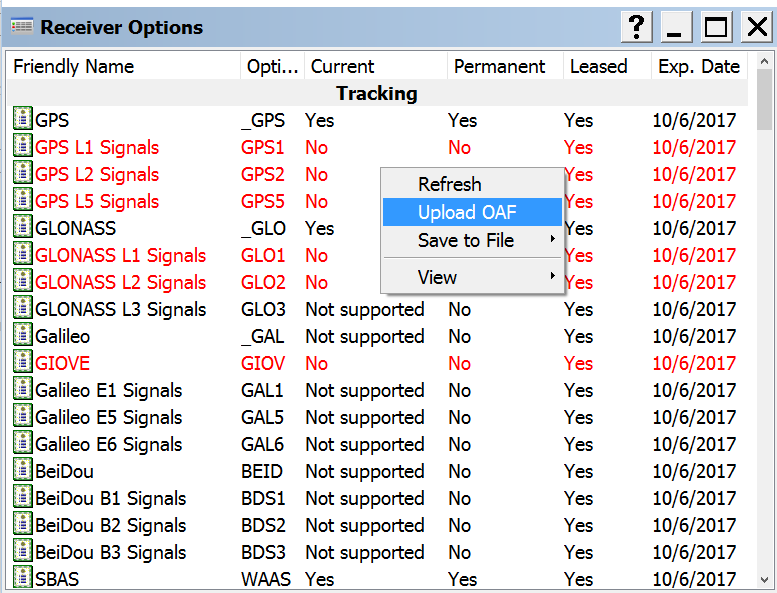 Receiver Options ?
Friendly Name Opti... Current Permanent Leased Exp. Date
Tracking
GPS _GPS Yes Yes Yes 10/6/2017
GPS L1 Signals GPS1 No No Yes 10/6/2017
GPS L2 Signals GPS2 No Yes 10/6/2017
GPS L5 Signals GPS5 No Yes 10/6/2017
GLONASS _GLO Yes Yes 10/6/2017
GLONASS L1 Signals GLO1 No Yes 10/6/2017
GLONASS L2 Signals GLO2 No Yes 10/6/2017
GLONASS L3 Signals GLO3 Not supported No Yes 10/6/2017
Galileo _GAL Not supported No Yes 10/6/2017
GIOVE GIOV No No Yes 10/6/2017
Galileo E1 Signals GAL1 Not supported No Yes 10/6/2017
Galileo E5 Signals GAL5 Not supported No Yes 10/6/2017
Galileo E6 Signals GAL6 Not supported No Yes 10/6/2017
BeiDou BEID Not supported No Yes 10/6/2017
BeiDou B1 Signals BDS1 Not supported No Yes 10/6/2017
BeiDou B2 Signals BDS2 Not supported No Yes 10/6/2017
BeiDou B3 Signals BDS3 Not supported No Yes 10/6/2017
SBAS WAAS Yes Yes Yes 10/6/2017
Refresh
Upload OAF
Save to File
View